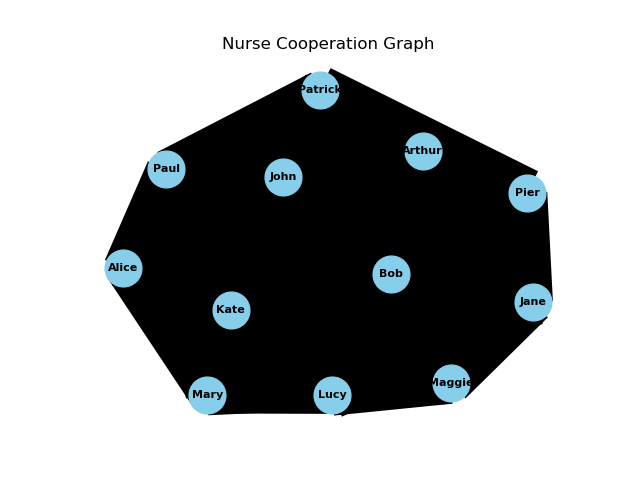 Nurse Cooperation Graph
Patrick
Arthur
Paul
John
Pier
Alice
Bob
Kate
Jane
Maggie
Mary
Lucy